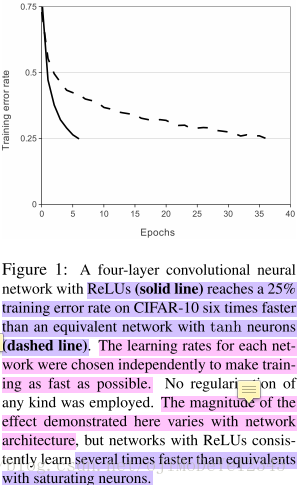 0.75
0.5
0.25
0
Training error rate
0 5 10 15 20 25 30 35 40
Epochs
Figure 1: A four-layer convolutional neural
network with ReLUs (solid line) reaches a 25%
training error rate on CIFAR-10 six times faster
than an equivalent network with tanh neurons
(dashed line). The learning rates for each net-
work were chosen independently to make train-
ing as fast as possible. No regularization of
any kind was employed. The magnitude of the
effect demonstrated here varies with network
architecture, but networks with ReLUs consis-
tently learn several times faster than equivalents
with saturating neurons.